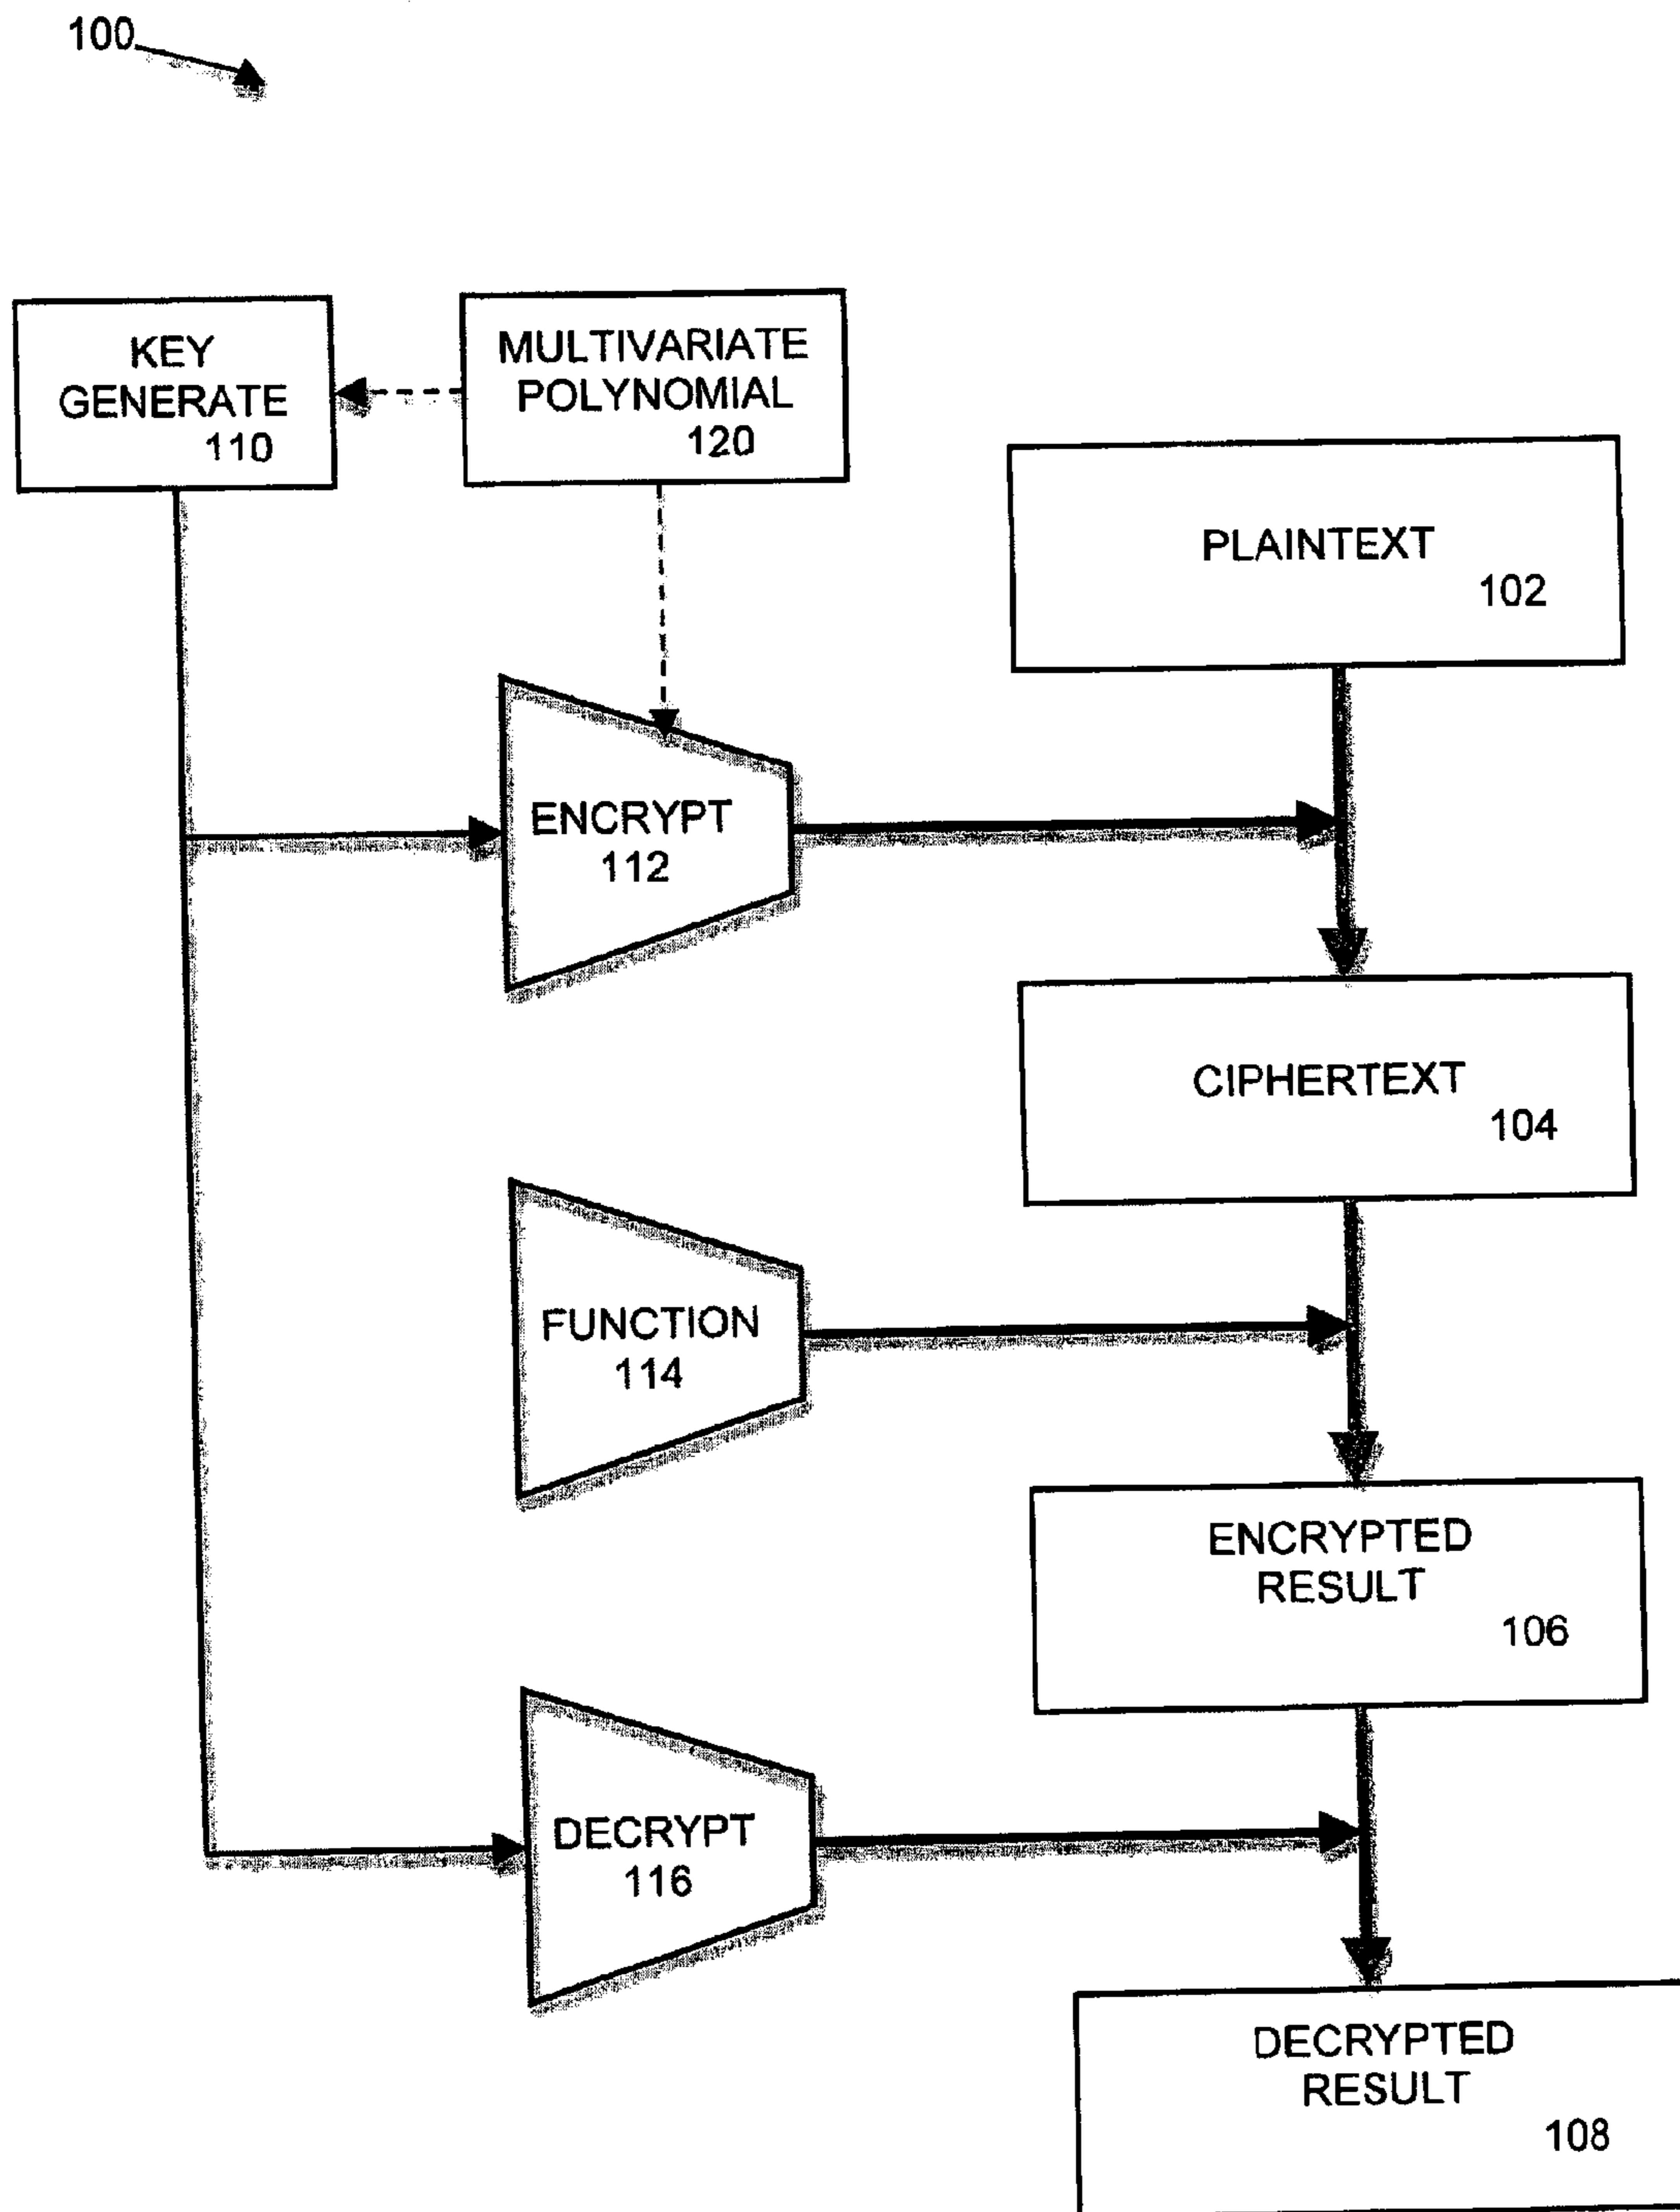 100
KEY
GENERATE
110
MULTIVARIATE
POLYNOMIAL
120
PLAINTEXT
102
ENCRYPT
112
CIPHERTEXT
104
FUNCTION
114
ENCRYPTED
RESULT
106
DECRYPT
116
DECRYPTED
RESULT
108